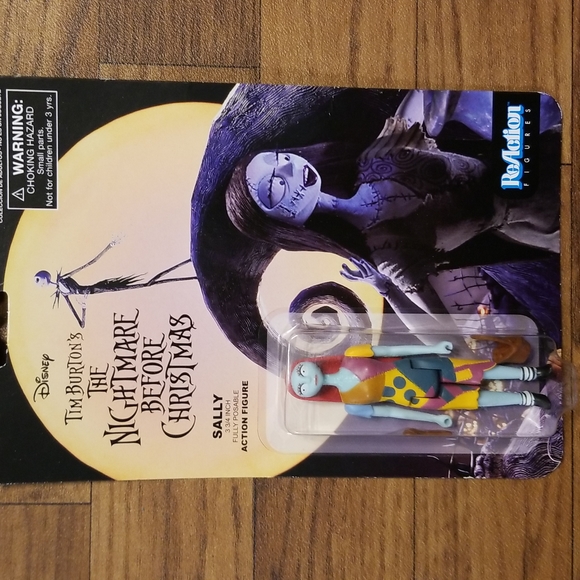 WARNING:
CHOKING HAZARD
Small parts.
Not for children under 3 yrs.
ReAction
FIGURES
Disney
TIM BURTON'S
THE
NIGHTMARE
BEFORE
CHRISTMAS
SALLY
3 3/4 INCH
FULLY POSABLE
ACTION FIGURE